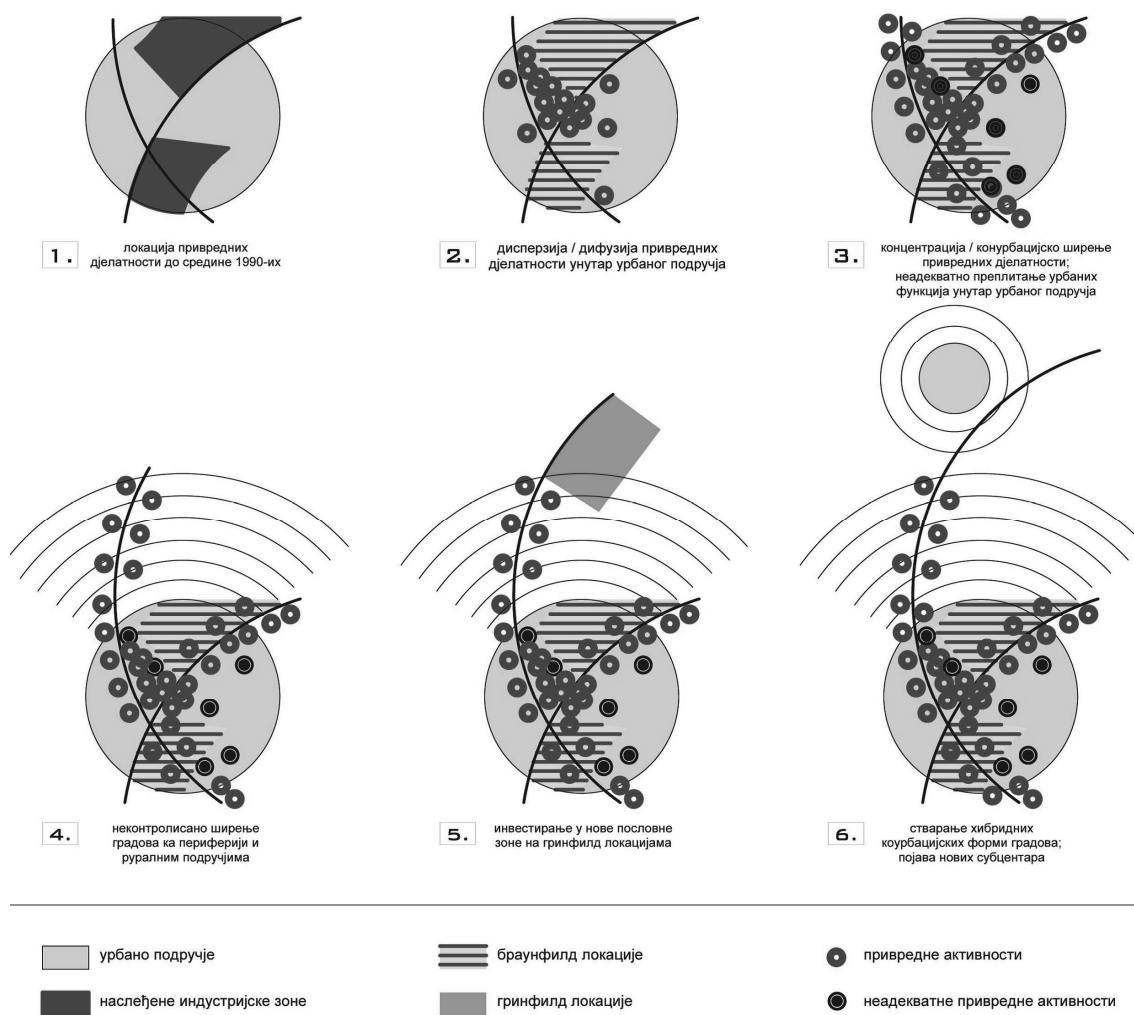 1.
локација привредних
дјелатности до средине 1990-их
2.
дисперзија / дифузија привредних
дјелатности унутар урбаног подручја
3.
концентрација / конурбацијско ширење
привредних дјелатности;
неадекватно преплитање урбаних
функција унутар урбаног подручја
4.
неконтролисано ширење
градова ка периферији и
руралним подручјима
5.
инвестирање у нове пословне
зоне на гринфилд локацијама
6.
стварање хибридних
коурбацијских форми градова;
појава нових субцентара
урбано подручје
браунфилд локације
привредне активности
наслеђене индустријске зоне
гринфилд локације
неадекватне привредне активности